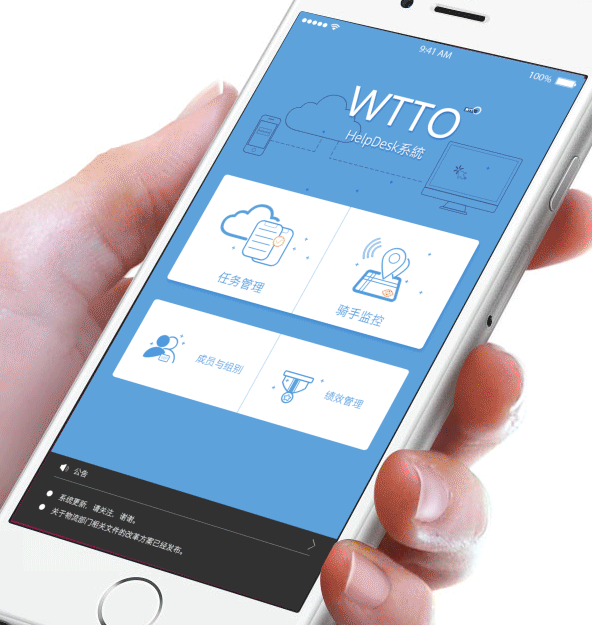 9:41 AM
100%
WTTO
HelpDesk系統
任务管理
骑手监控
成员与组别
绩效管理
公告
系统更新，请关注，谢谢。
关于物流部门相关文件的改革方案已经发布。